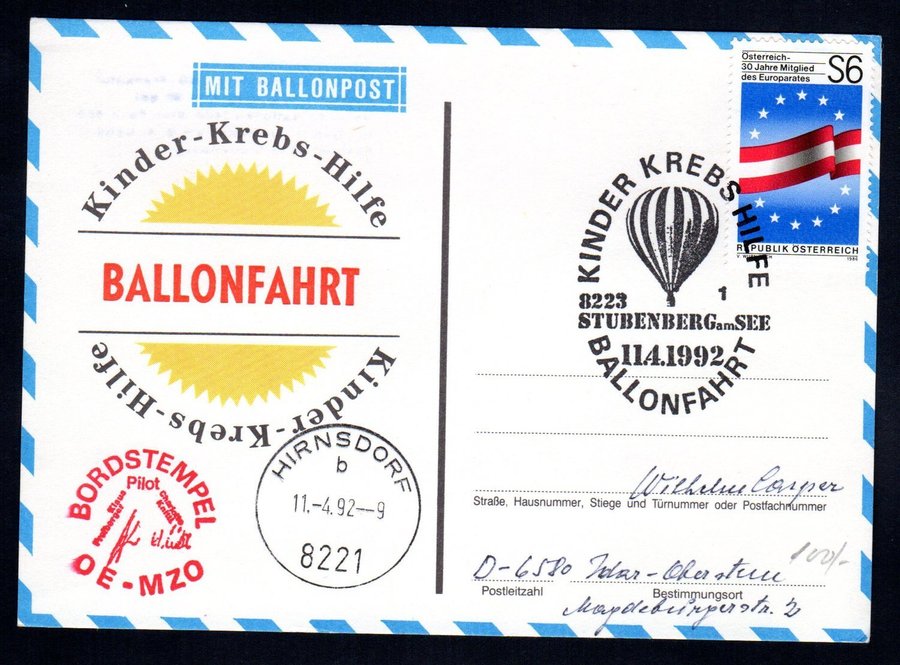 MIT BALLONPOST
Kinder-Krebs-Hilfe
BALLONFAHRT
Kinder-Krebs-Hilfe
BORDSTEMPEL
Pilot
OE-MZO
HIRNSDORF
b
11.-4.92--9
8221
Österreich-
30 Jahre Mitglied
des Europarates
S6
REPUBLIK ÖSTERREICH
1986
KINDER KREBS HILFE
1
8223
STUBENBERG am SEE
11.4.1992
BALLONFAHRT
Wilhelm Casper
Straße, Hausnummer, Stiege und Türnummer oder Postfachnummer
100/-
D-6580 Idar-Oberstein
Postleitzahl Bestimmungsort
Magdeburgerstr. 2